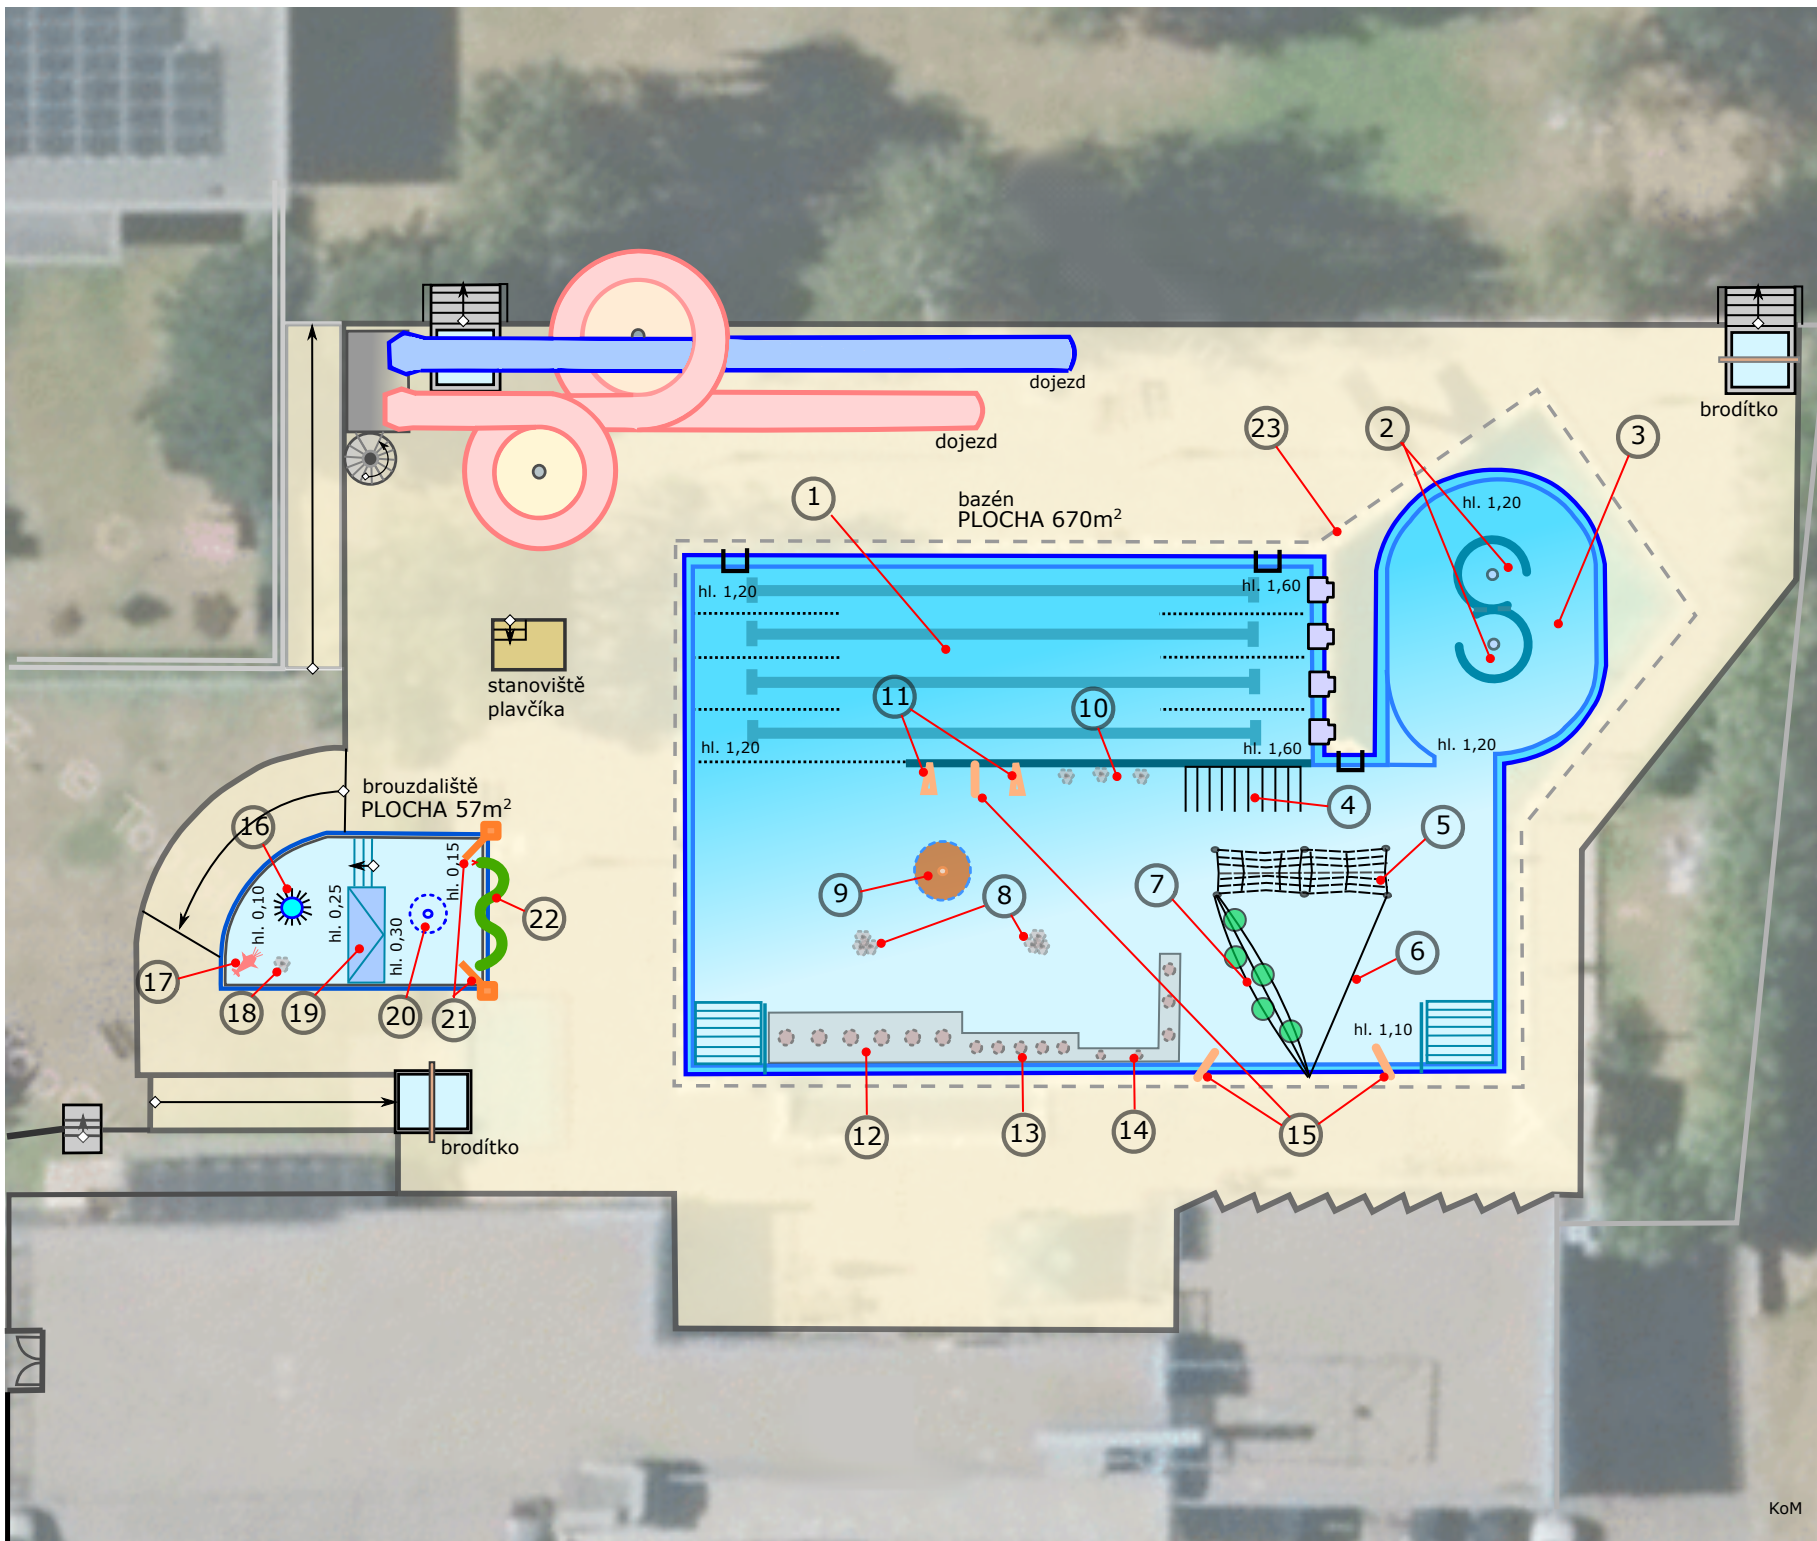 dojezd
dojezd
brodítko
23
2
3
1
bazén
PLOCHA 670m²
hl. 1,20
hl. 1,20
hl. 1,60
stanoviště
plavčíka
11
10
hl. 1,20
hl. 1,60
hl. 1,20
brouzdaliště
PLOCHA 57m²
4
16
5
hl. 0,15
hl. 0,10
hl. 0,25
hl. 0,30
9
8
7
22
6
17
18
19
20
21
hl. 1,10
12
13
14
15
brodítko
KoM